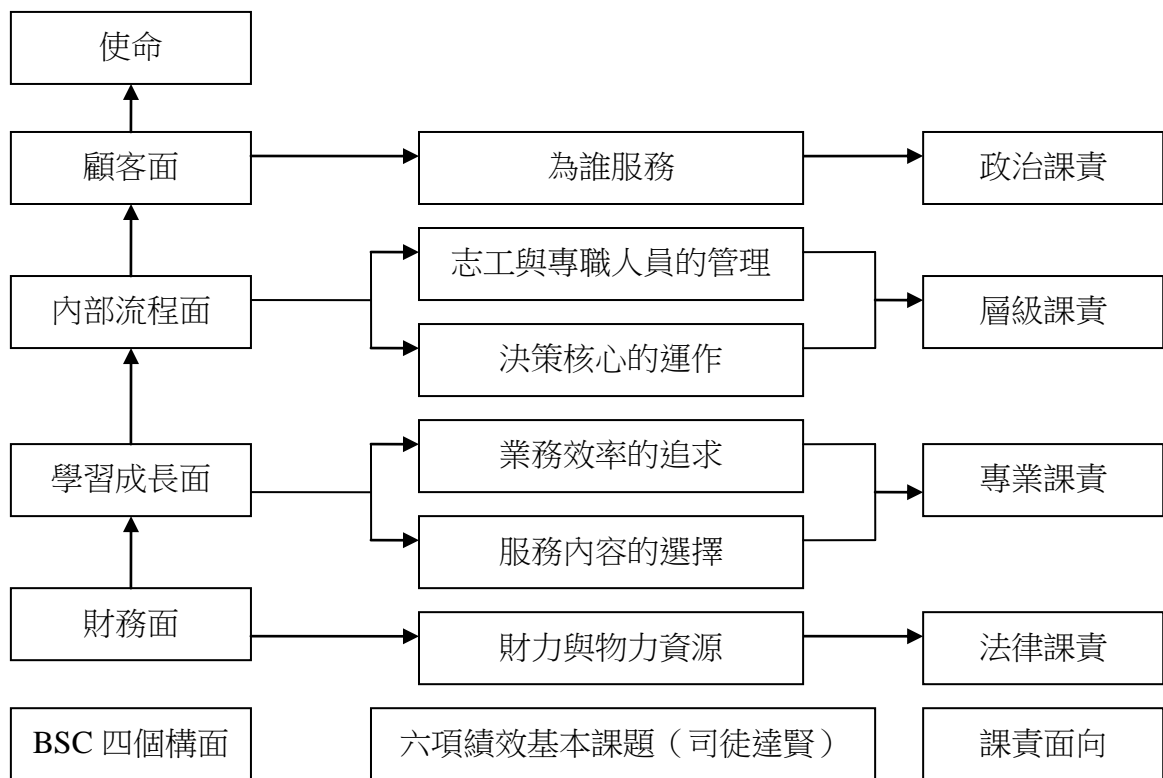 使命
顧客面
為誰服務
政治課責
志工與專職人員的管理
內部流程面
層級課責
決策核心的運作
業務效率的追求
學習成長面
專業課責
服務內容的選擇
財務面
財力與物力資源
法律課責
BSC 四個構面
六項績效基本課題（司徒達賢）
課責面向